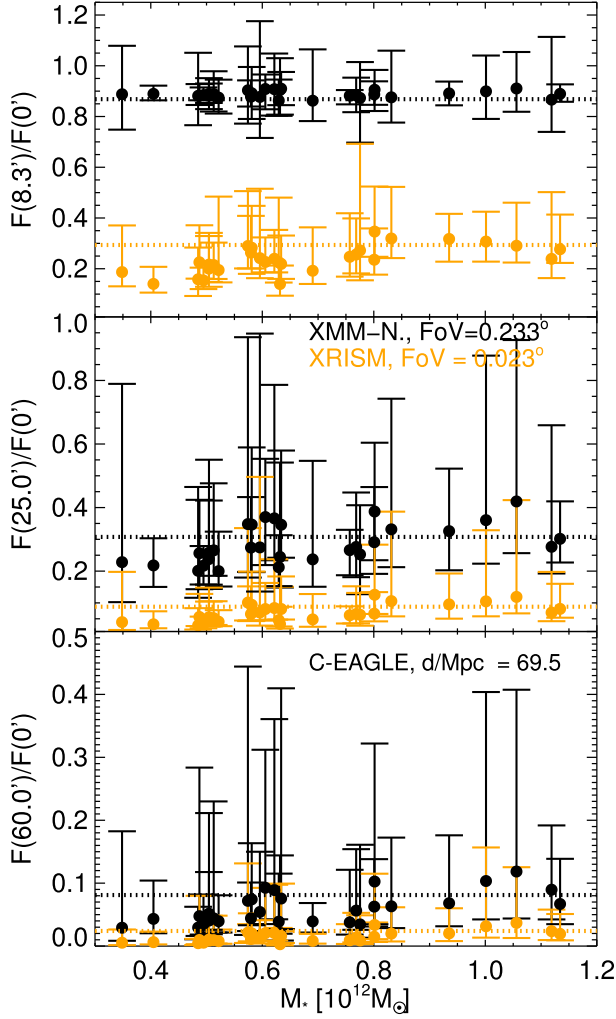 1.2
1.0
0.8
0.6
0.4
0.2
F(8.3')/F(0')
1.0
0.8
0.6
0.4
0.2
F(25.0')/F(0')
XMM−N., FoV=0.233°
XRISM, FoV = 0.023°
0.5
0.4
0.3
0.2
0.1
0.0
F(60.0')/F(0')
C-EAGLE, d/Mpc = 69.5
0.4 0.6 0.8 1.0 1.2
M* [10¹²M☉]